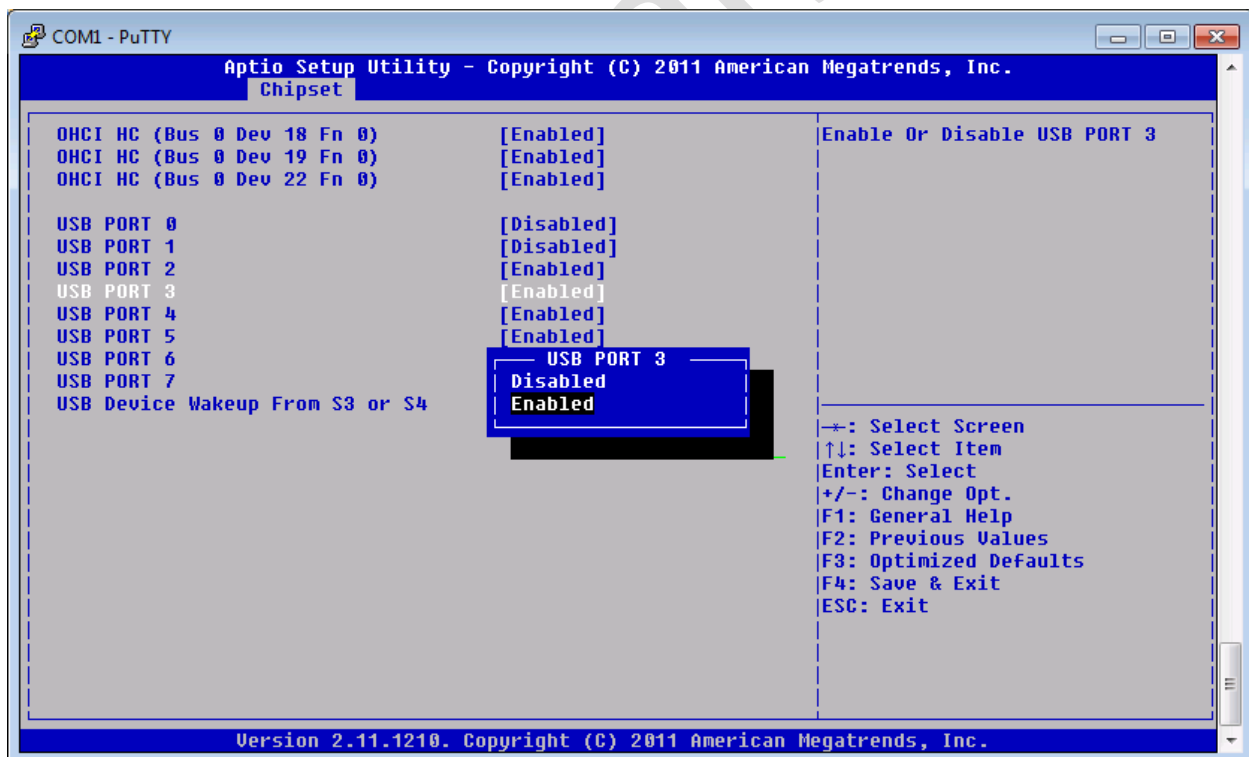 COM1 - PuTTY
Aptio Setup Utility - Copyright (C) 2011 American Megatrends, Inc.
Chipset
OHCI HC (Bus 0 Dev 18 Fn 0) [Enabled]
OHCI HC (Bus 0 Dev 19 Fn 0) [Enabled]
OHCI HC (Bus 0 Dev 22 Fn 0) [Enabled]
USB PORT 0 [Disabled]
USB PORT 1 [Disabled]
USB PORT 2 [Enabled]
USB PORT 3 [Enabled]
USB PORT 4 [Enabled]
USB PORT 5 [Enabled]
USB PORT 6
USB PORT 7
USB Device Wakeup From S3 or S4
USB PORT 3
Disabled
Enabled
Enable Or Disable USB PORT 3
→←: Select Screen
↑↓: Select Item
Enter: Select
+/-: Change Opt.
F1: General Help
F2: Previous Values
F3: Optimized Defaults
F4: Save & Exit
ESC: Exit
Version 2.11.1210. Copyright (C) 2011 American Megatrends, Inc.